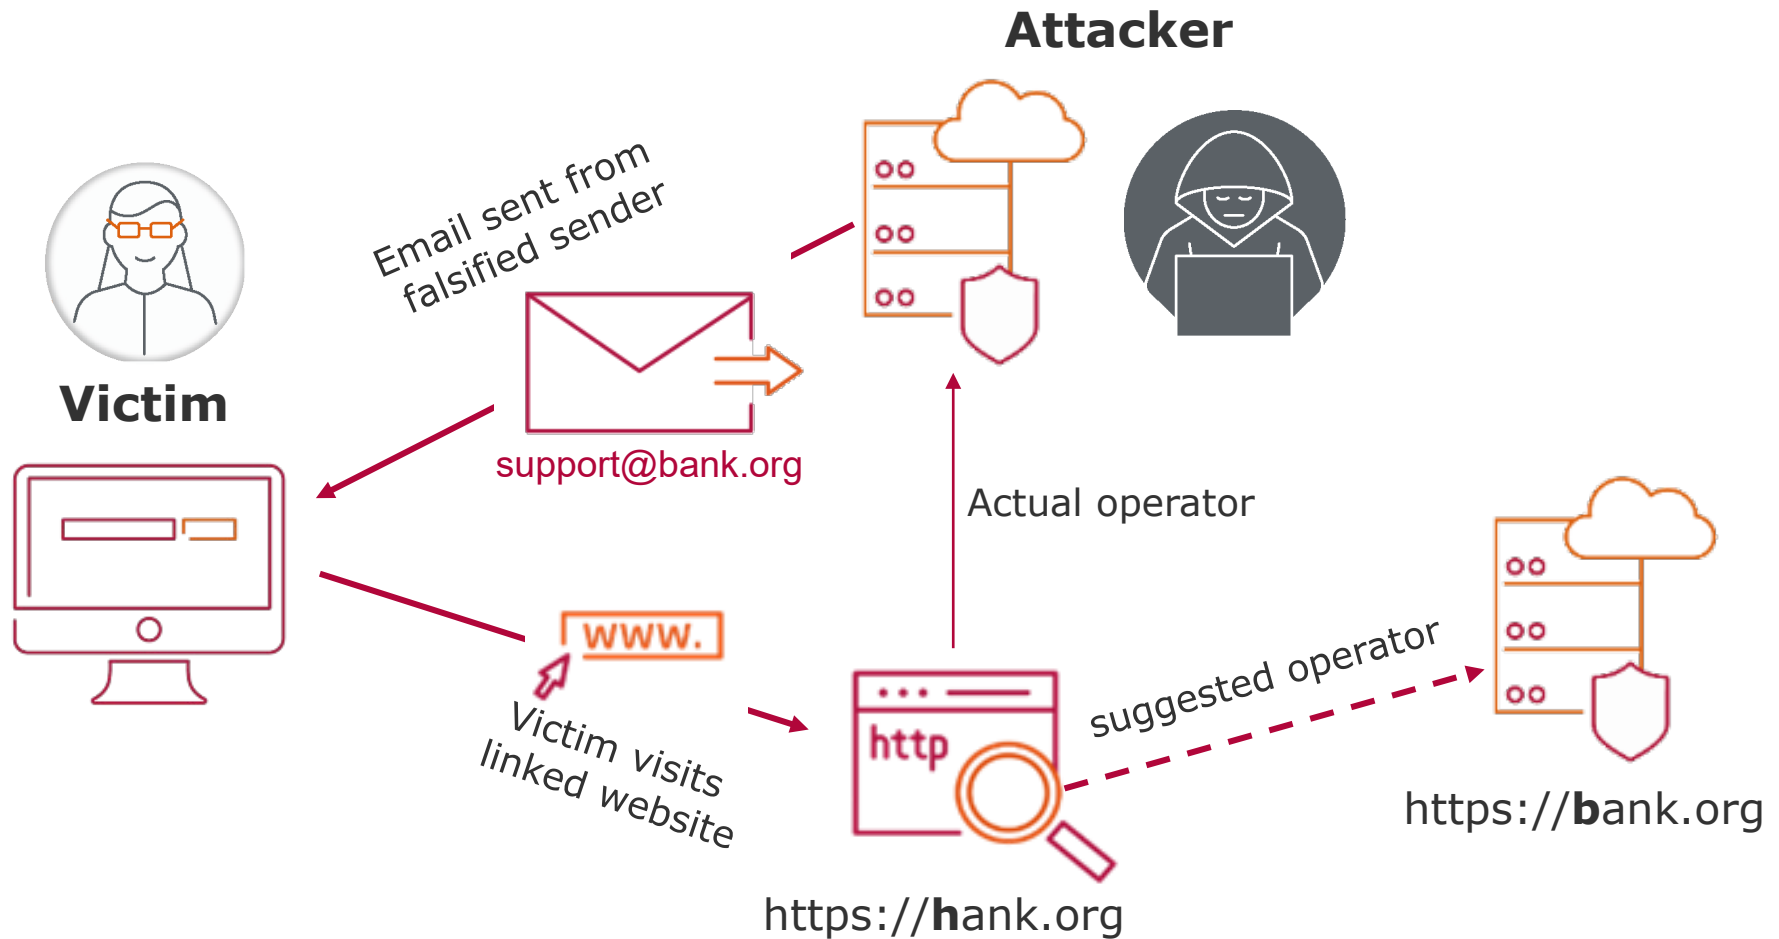 Attacker
Email sent from
falsified sender
Victim
support@bank.org
Actual operator
www.
Victim visits
linked website
http
suggested operator
https://bank.org
https://hank.org